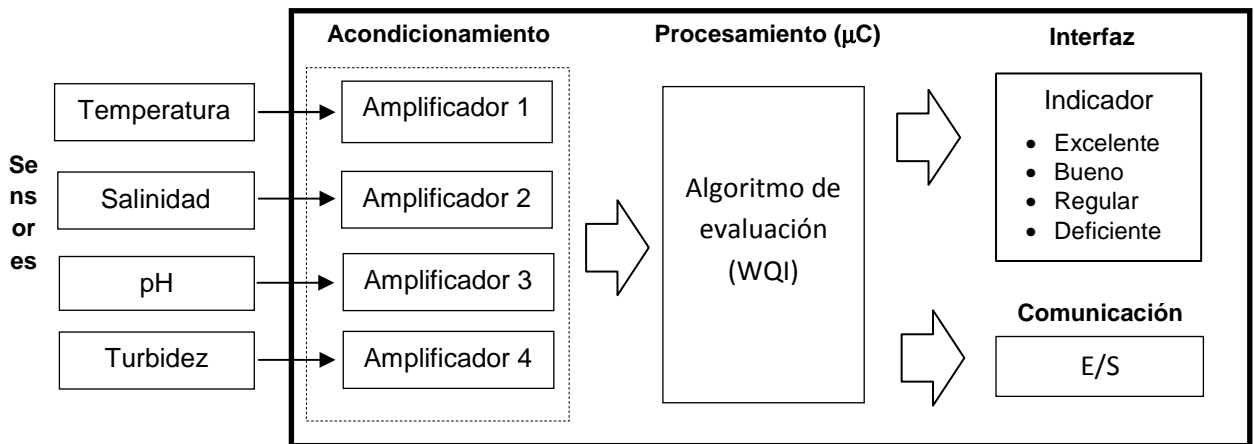 Acondicionamiento
Procesamiento (μC)
Interfaz
Se
ns
or
es
Temperatura
Salinidad
pH
Turbidez
Amplificador 1
Amplificador 2
Amplificador 3
Amplificador 4
Algoritmo de
evaluación
(WQI)
Indicador
• Excelente
• Bueno
• Regular
• Deficiente
Comunicación
E/S